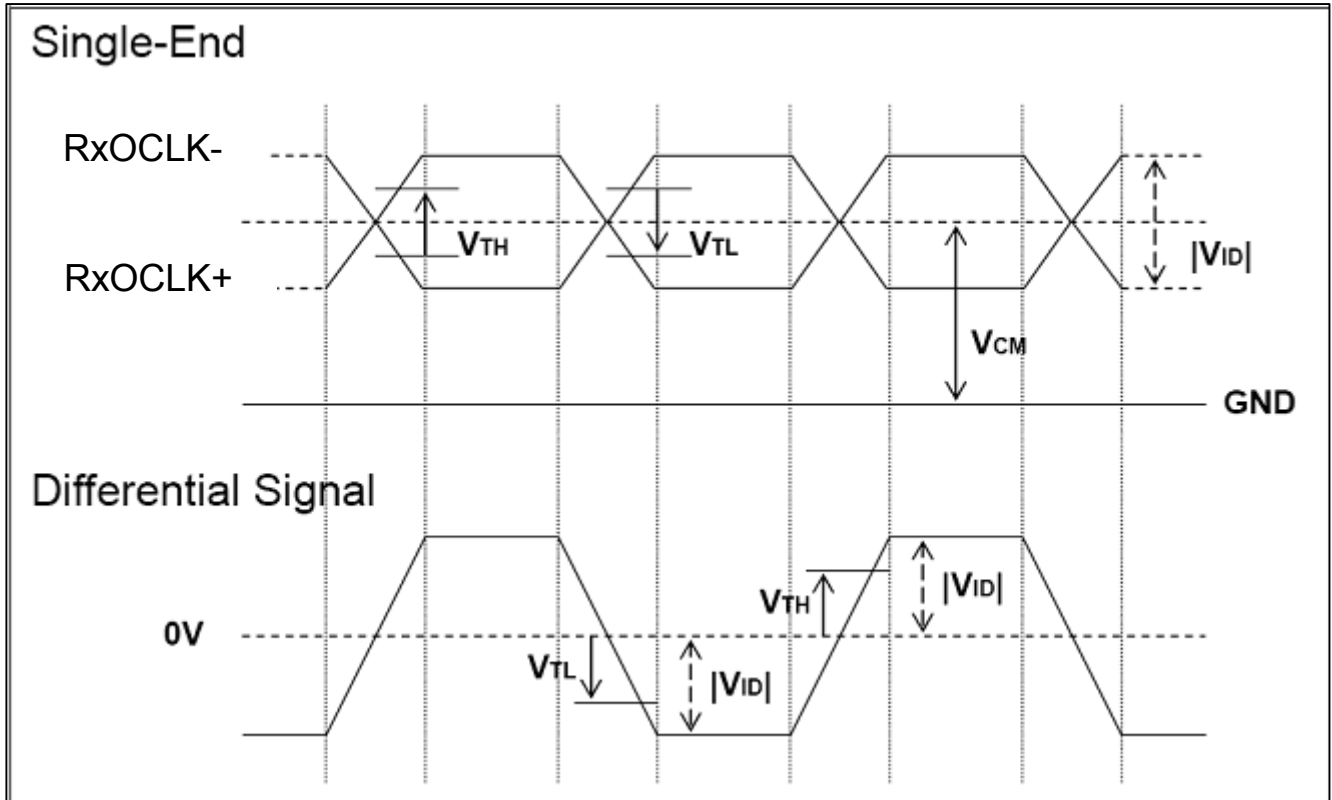 Single-End
RxOCLK-
VTH
VTL
|VID|
RxOCLK+
VCM
GND
Differential Signal
VTH
|VID|
0V
VTL
|VID|